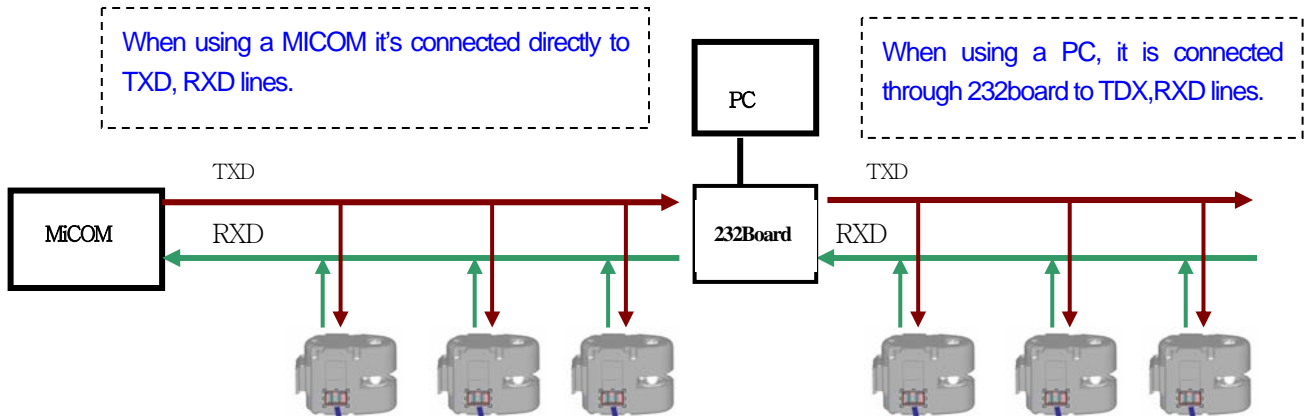 When using a MICOM it's connected directly to
TXD, RXD lines.
When using a PC, it is connected
through 232board to TDX,RXD lines.
PC
TXD
TXD
MiCOM
RXD
232Board
RXD